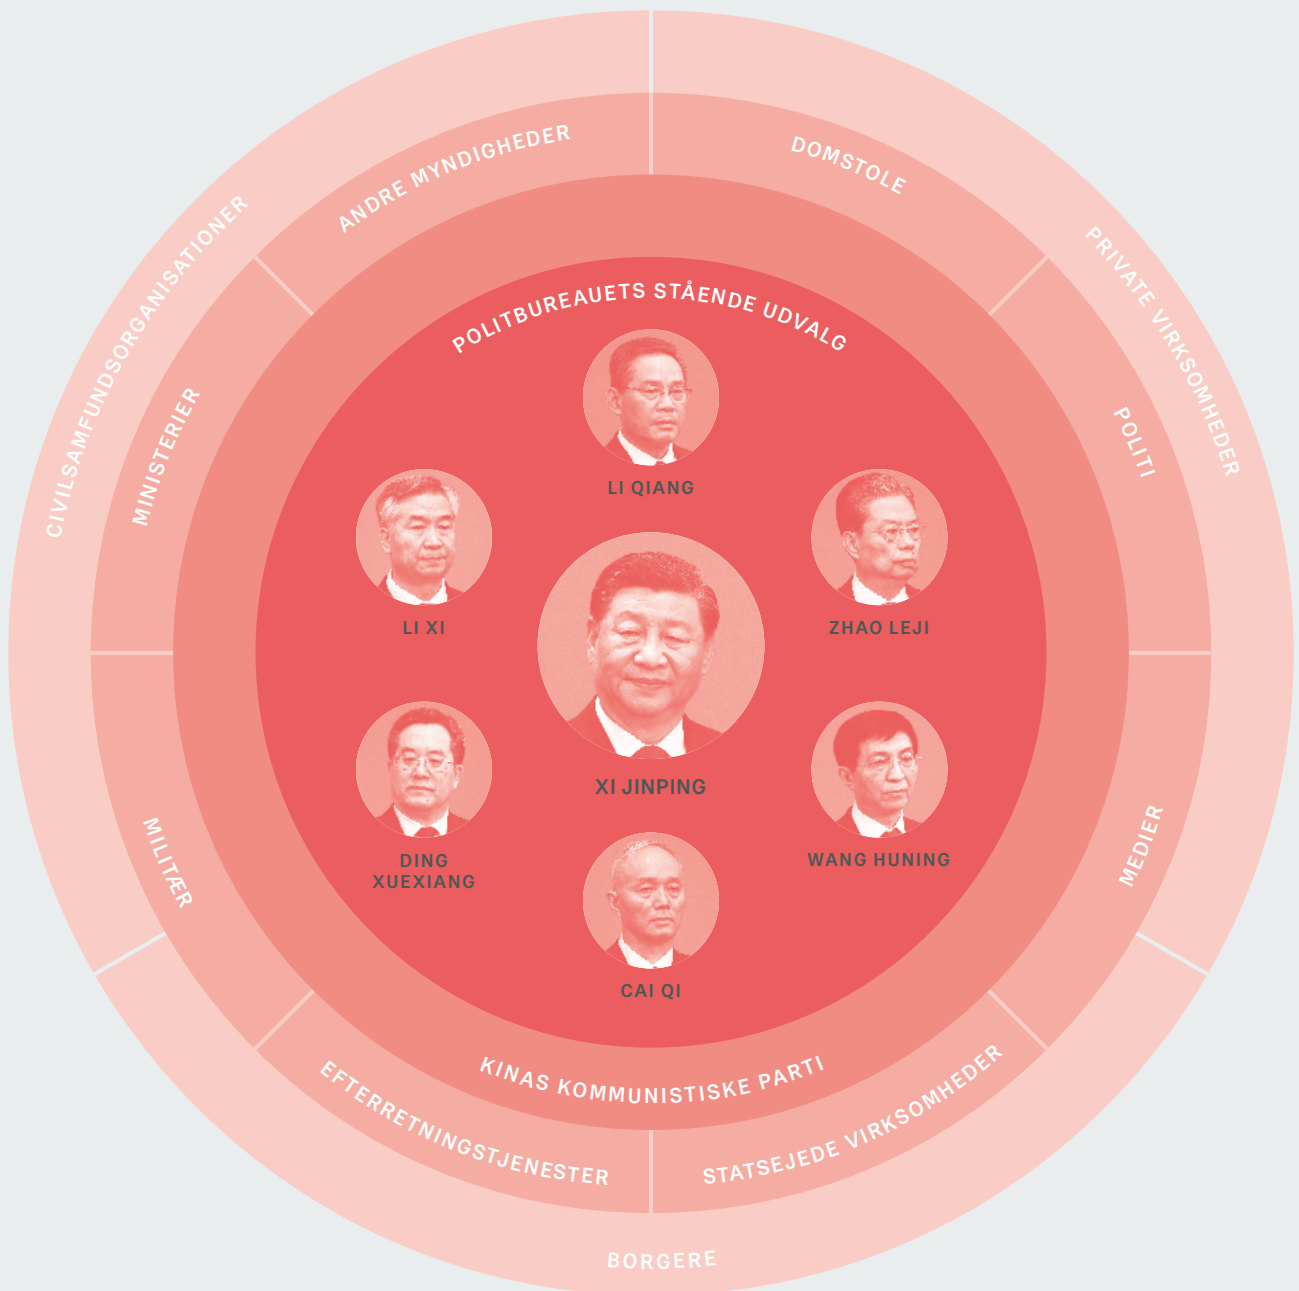 ANDRE MYNDIGHEDER
DOMSTOLE
CIVILSAMFUNDSORGANISATIONER
PRIVATE VIRKSOMHEDER
MINISTERIER
POLITI
POLITBUREAUETS STÅENDE UDVALG
LI QIANG
LI XI
ZHAO LEJI
XI JINPING
DING
XUEXIANG
WANG HUNING
CAI QI
MILITÆR
MEDIER
KINAS KOMMUNISTISKE PARTI
EFTERRETNINGSTJENESTER
STATSEJEDE VIRKSOMHEDER
BORGERE